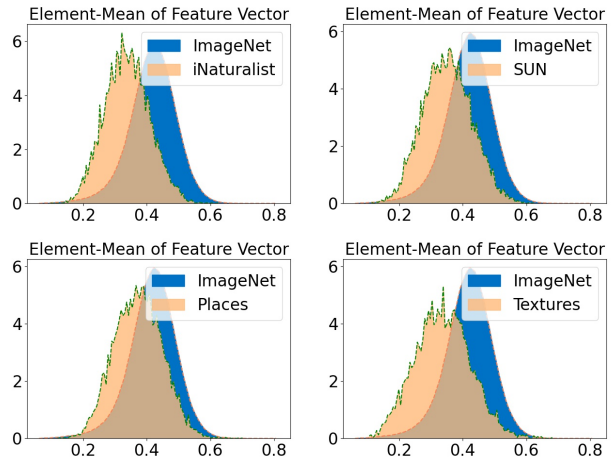 Element-Mean of Feature Vector
6
4
2
0
0.2 0.4 0.6 0.8
ImageNet
iNaturalist
Element-Mean of Feature Vector
6
4
2
0
0.2 0.4 0.6 0.8
ImageNet
SUN
Element-Mean of Feature Vector
6
4
2
0
0.2 0.4 0.6 0.8
ImageNet
Places
Element-Mean of Feature Vector
6
4
2
0
0.2 0.4 0.6 0.8
ImageNet
Textures